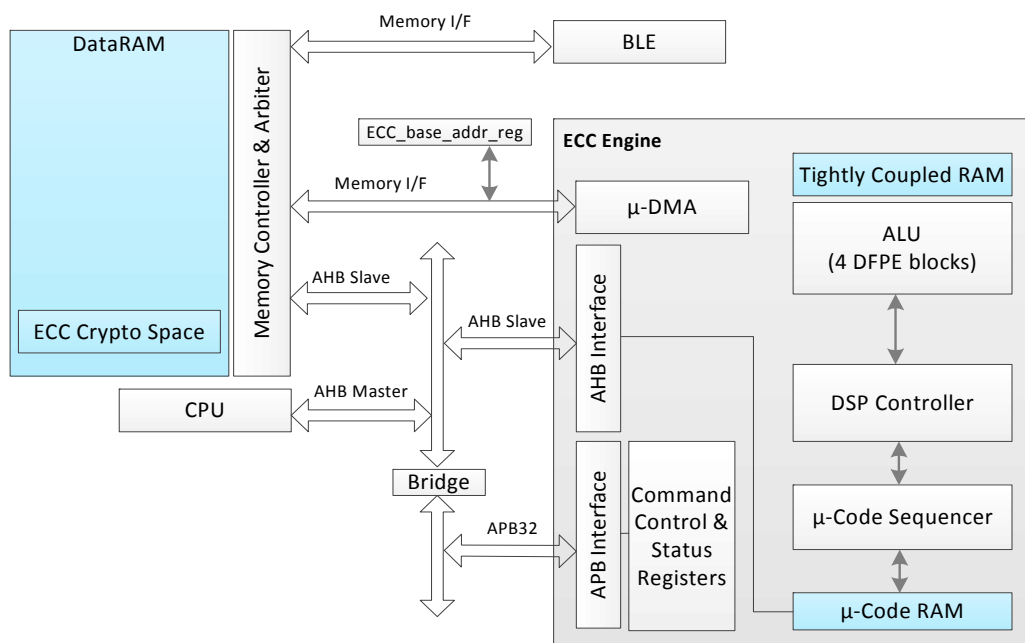 Memory I/F
DataRAM
BLE
Memory Controller & Arbiter
ECC_base_addr_reg
ECC Engine
Tightly Coupled RAM
Memory I/F
μ-DMA
ALU
(4 DFPE blocks)
AHB Slave
AHB Slave
ECC Crypto Space
AHB Interface
AHB Master
CPU
DSP Controller
Bridge
APB32
APB Interface
Command
Control &
Status
Registers
μ-Code Sequencer
μ-Code RAM